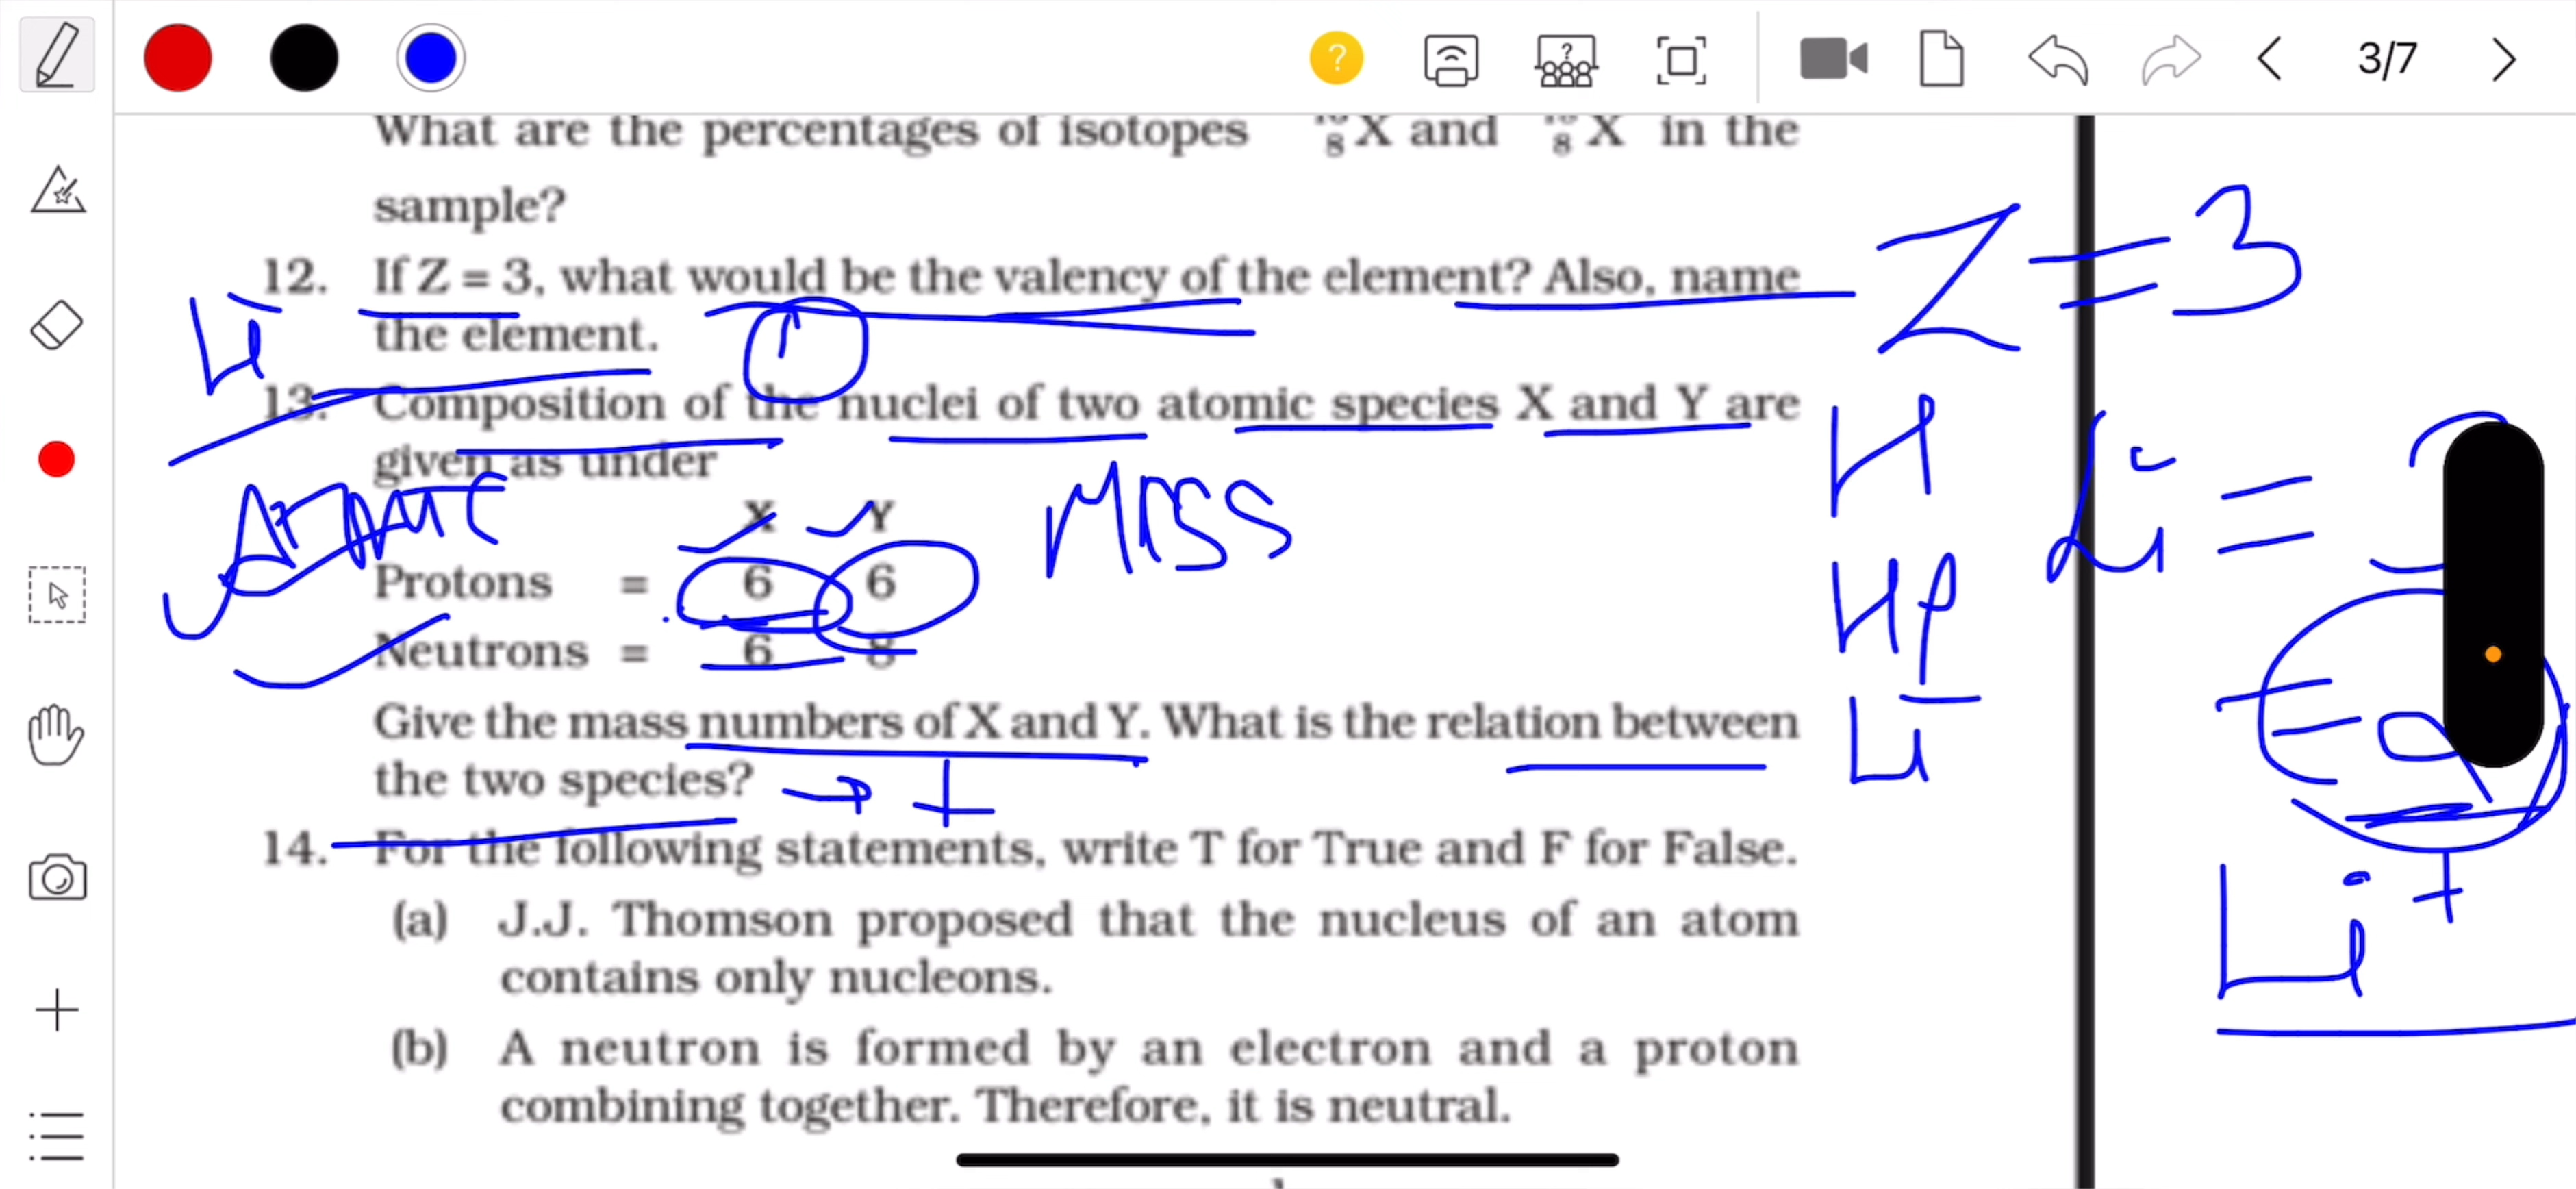 3/7
What are the percentages of isotopes 8X and 8X in the
sample?
12. If Z = 3, what would be the valency of the element? Also, name
the element.
13. Composition of the nuclei of two atomic species X and Y are
given as under
X Y
Protons = 6 6
Neutrons = 6 8
Give the mass numbers of X and Y. What is the relation between
the two species?
14. For the following statements, write T for True and F for False.
(a) J.J. Thomson proposed that the nucleus of an atom
contains only nucleons.
(b) A neutron is formed by an electron and a proton
combining together. Therefore, it is neutral.
Z = 3
Li
1
MASS
H
Li =
Li
Li +